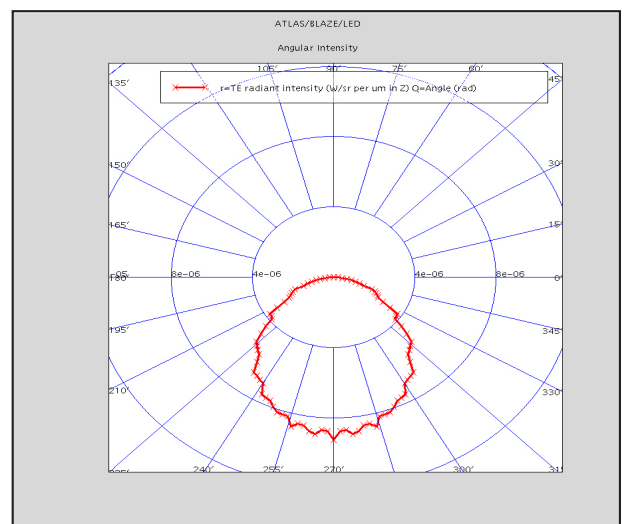 ATLAS/BLAZE/LED
Angular Intensity
105′ 90′ 75′ 60′
135′ 45′
r=TE radiant intensity (W/sr per um in Z) Q=Angle (rad)
150′ 30′
165′ 15′
180′ 8e-06 4e-06 4e-06 8e-06 0′
195′ 345′
210′ 330′
240′ 255′ 270′ 300′